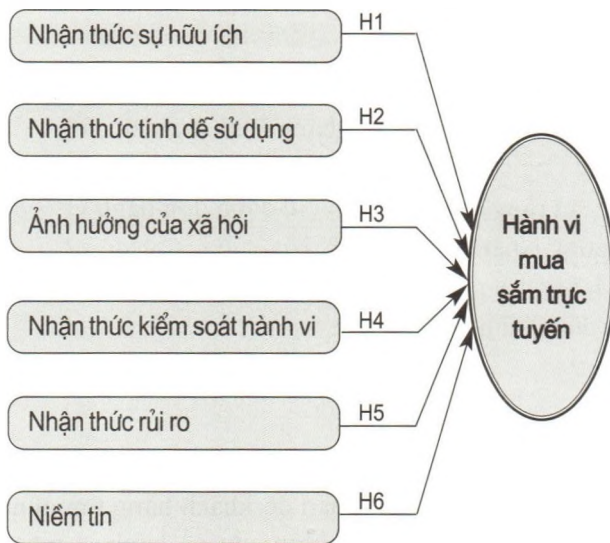 Nhận thức sự hữu ích
H1
Nhận thức tính dễ sử dụng
H2
Ảnh hưởng của xã hội
H3
Nhận thức kiểm soát hành vi
H4
Nhận thức rủi ro
H5
Niềm tin
H6
Hành vi
mua
sắm trực
tuyến